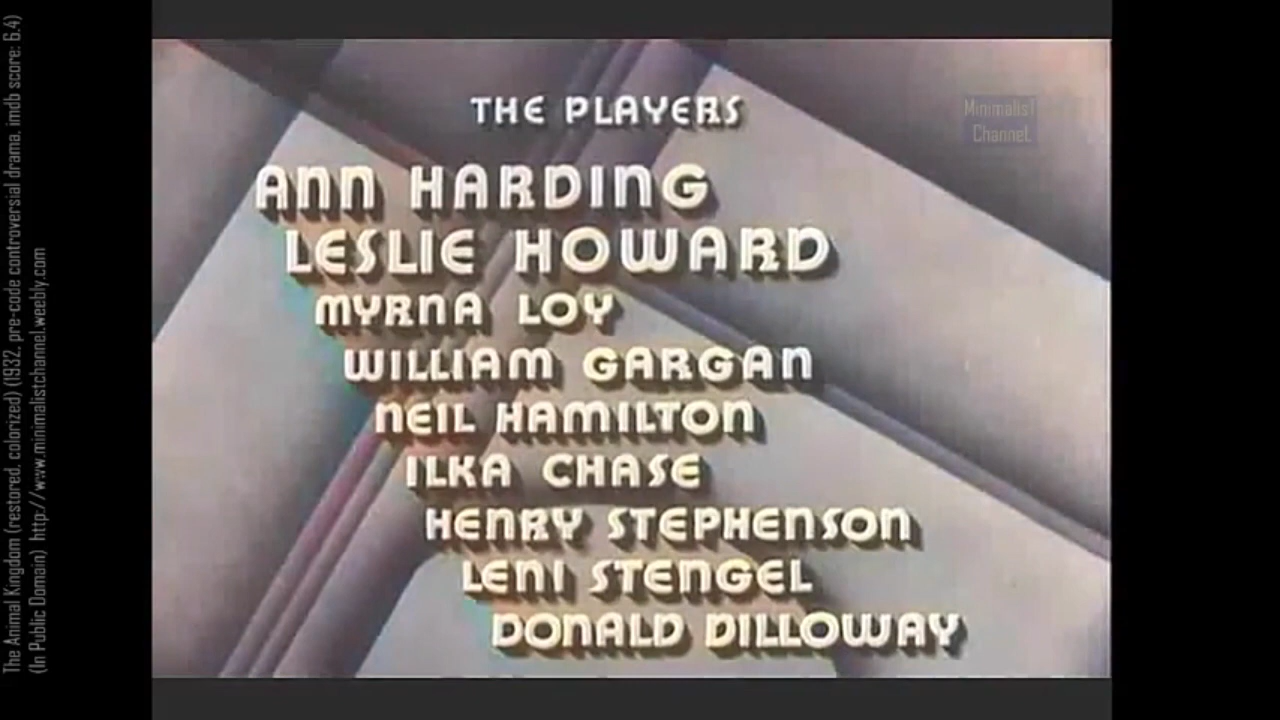 THE PLAYERS
ANN HARDING
LESLIE HOWARD
MYRNA LOY
WILLIAM GARGAN
NEIL HAMILTON
ILKA CHASE
HENRY STEPHENSON
LENI STENGEL
DONALD DILLOWAY
Minimalist
Channel
The Animal Kingdom (restored, colorized) (1932, pre-code controversial drama, imdb score: 6.4)
(In Public Domain) http://www.minimalistchannel.weebly.com